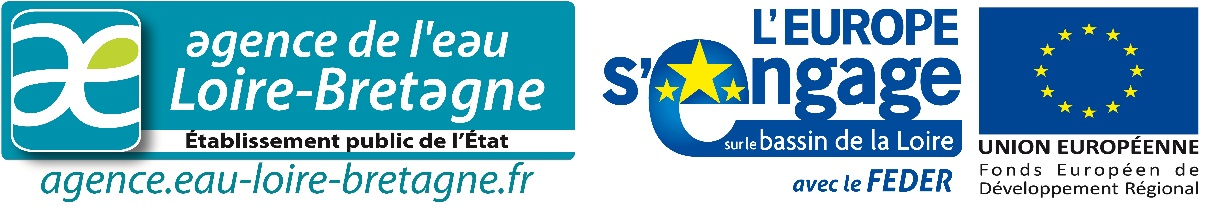 æ
agence de l'eau
Loire-Bretagne
Établissement public de l'État
agence.eau-loire-bretagne.fr
L'EUROPE
s'engage
sur le bassin de la Loire
avec le FEDER
UNION EUROPÉENNE
Fonds Européen de
Développement Régional